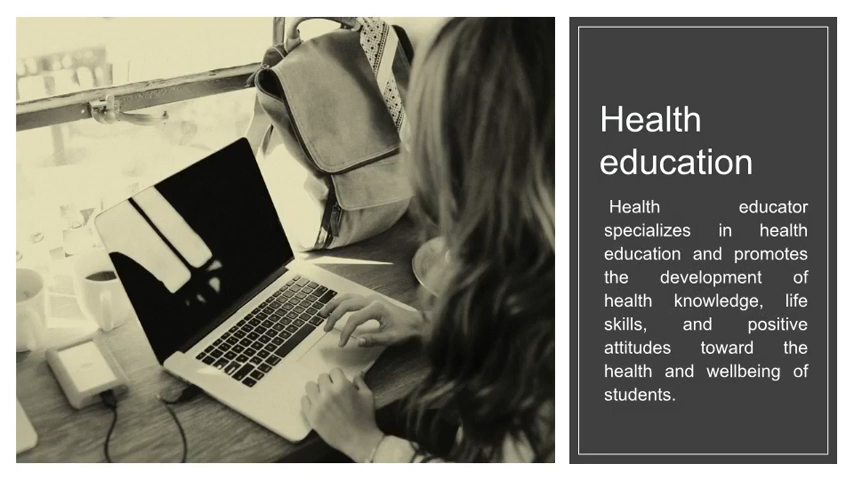 Health
education
Health educator
specializes in health
education and promotes
the development of
health knowledge, life
skills, and positive
attitudes toward the
health and wellbeing of
students.